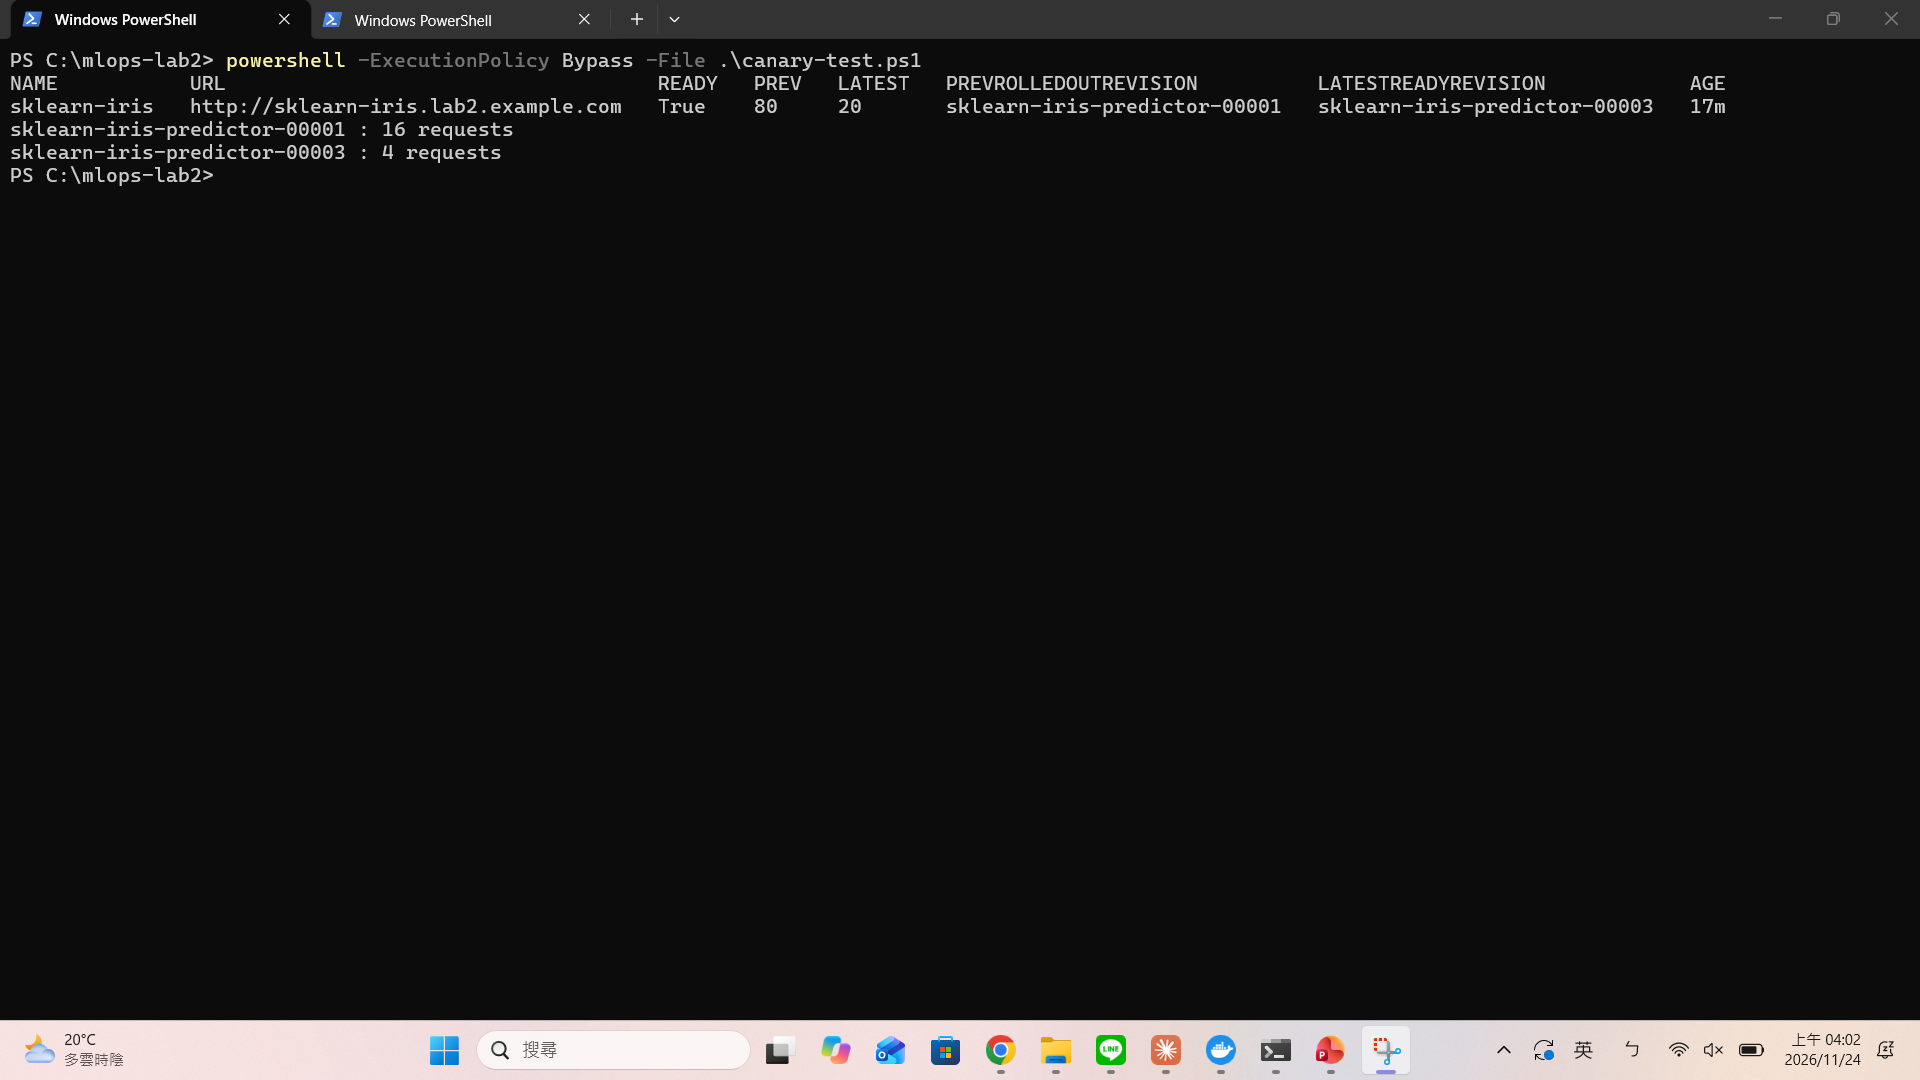 Windows PowerShell
Windows PowerShell
PS C:\mlops-lab2> powershell -ExecutionPolicy Bypass -File .\canary-test.ps1
NAME URL READY PREV LATEST PREVROLLEDOUTREVISION LATESTREADYREVISION AGE
sklearn-iris http://sklearn-iris.lab2.example.com True 80 20 sklearn-iris-predictor-00001 sklearn-iris-predictor-00003 17m
sklearn-iris-predictor-00001 : 16 requests
sklearn-iris-predictor-00003 : 4 requests
PS C:\mlops-lab2>
20°C
多雲時陰
搜尋
LINE
英
ㄅ
上午 04:02
2026/11/24